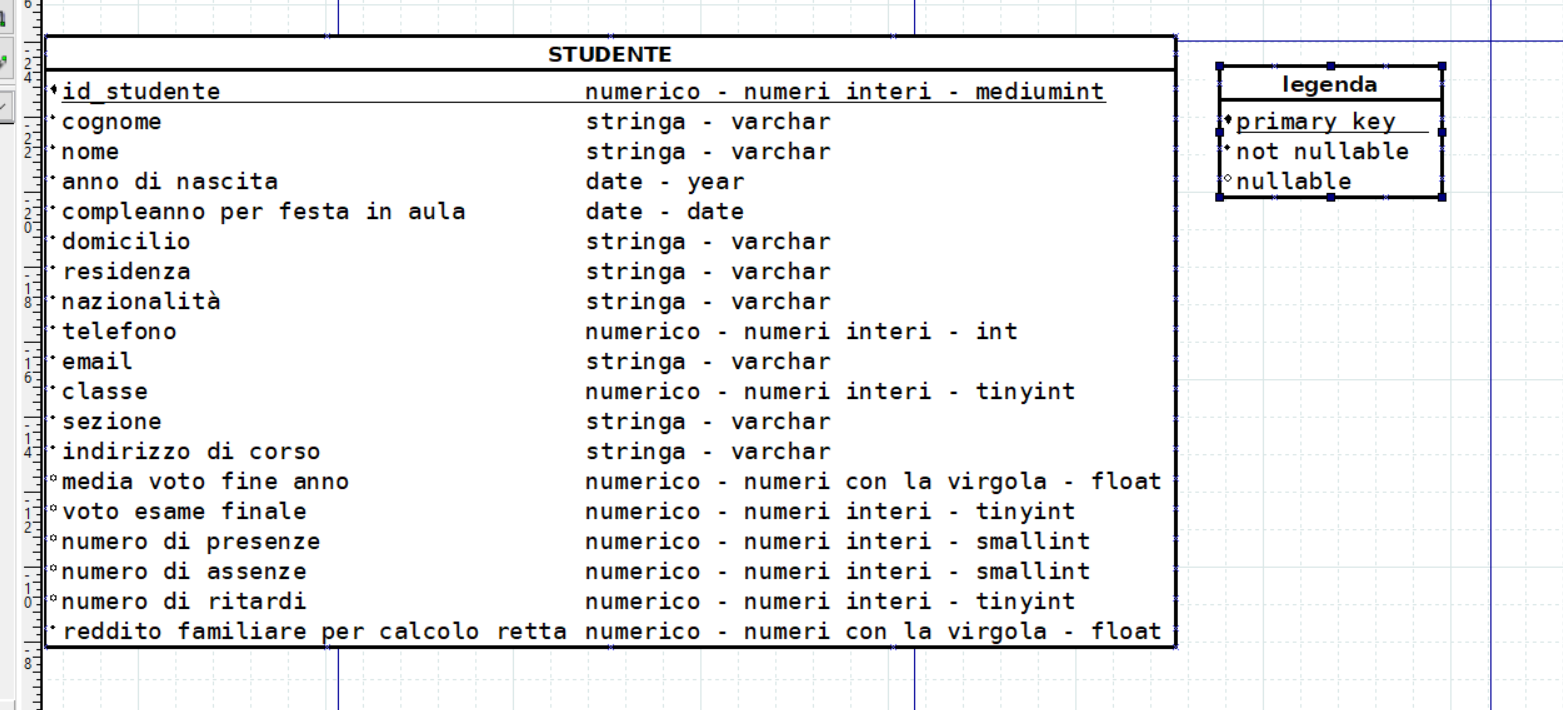 STUDENTE
id_studente numerico - numeri interi - mediumint
cognome stringa - varchar
nome stringa - varchar
anno di nascita date - year
compleanno per festa in aula date - date
domicilio stringa - varchar
residenza stringa - varchar
nazionalità stringa - varchar
telefono numerico - numeri interi - int
email stringa - varchar
classe numerico - numeri interi - tinyint
sezione stringa - varchar
indirizzo di corso stringa - varchar
media voto fine anno numerico - numeri con la virgola - float
voto esame finale numerico - numeri interi - tinyint
numero di presenze numerico - numeri interi - smallint
numero di assenze numerico - numeri interi - smallint
numero di ritardi numerico - numeri interi - tinyint
reddito familiare per calcolo retta numerico - numeri con la virgola - float
legenda
primary key
not nullable
nullable